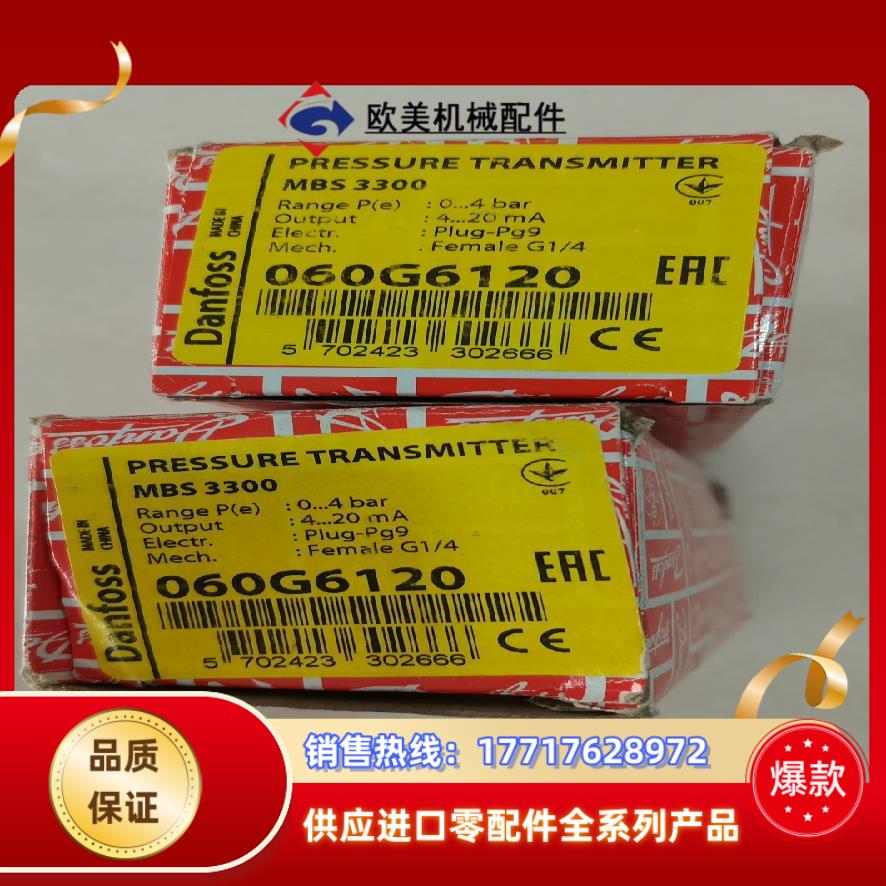 欧美机械配件
PRESSURE TRANSMITTER
MBS 3300
Range P(e) : 0...4 bar
Output : 4...20 mA
Electr. : Plug-Pg9
Mech. : Female G1/4
007
060G6120
EAC
Danfoss
MADE IN
CHINA
5 702423 302666
CE
Danfoss
PRESSURE TRANSMITTER
MBS 3300
Range P(e) : 0...4 bar
Output : 4...20 mA
Electr. : Plug-Pg9
Mech. : Female G1/4
007
060G6120
EAC
Danfoss
MADE IN
CHINA
5 702423 302666
CE
品质
保证
销售热线：17717628972
供应进口零配件全系列产品
爆款